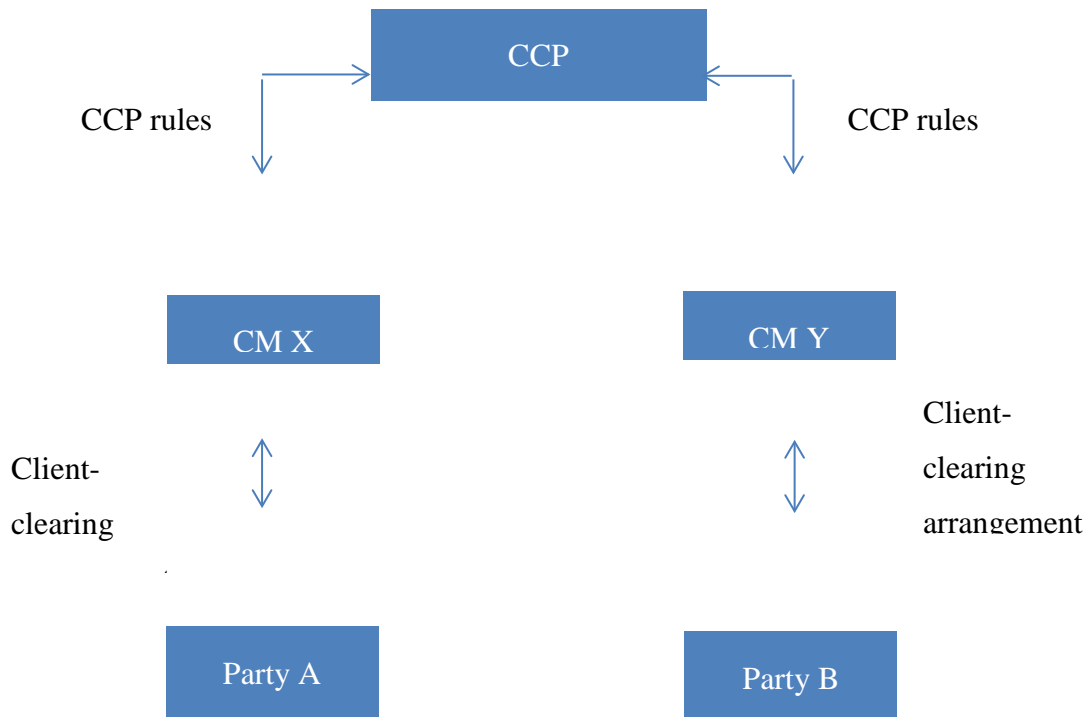 CCP
CCP rules
CCP rules
CM X
CM Y
Client-
clearing
Client-
clearing
arrangement
Party A
Party B